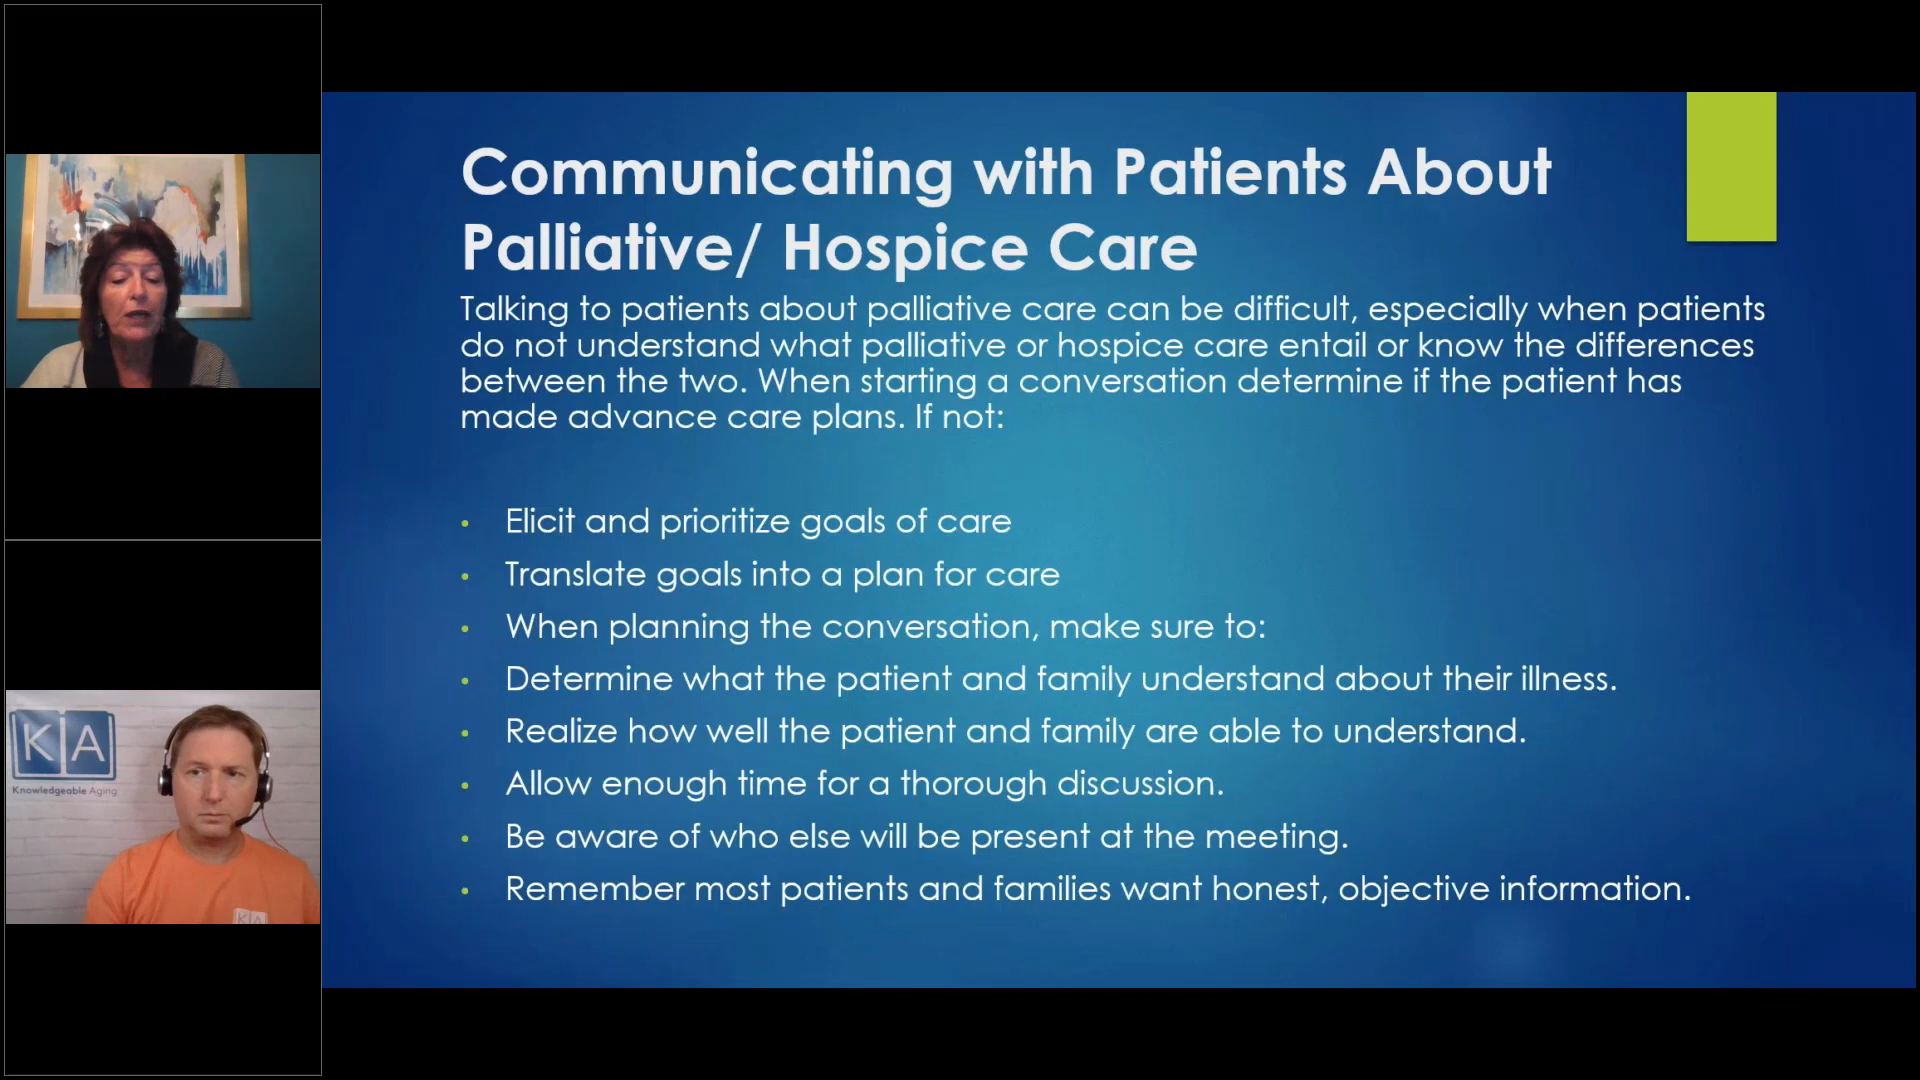 Communicating with Patients About
Palliative/ Hospice Care
Talking to patients about palliative care can be difficult, especially when patients
do not understand what palliative or hospice care entail or know the differences
between the two. When starting a conversation determine if the patient has
made advance care plans. If not:
• Elicit and prioritize goals of care
• Translate goals into a plan for care
• When planning the conversation, make sure to:
• Determine what the patient and family understand about their illness.
• Realize how well the patient and family are able to understand.
• Allow enough time for a thorough discussion.
• Be aware of who else will be present at the meeting.
• Remember most patients and families want honest, objective information.
KA
Knowledgeable Aging
KA